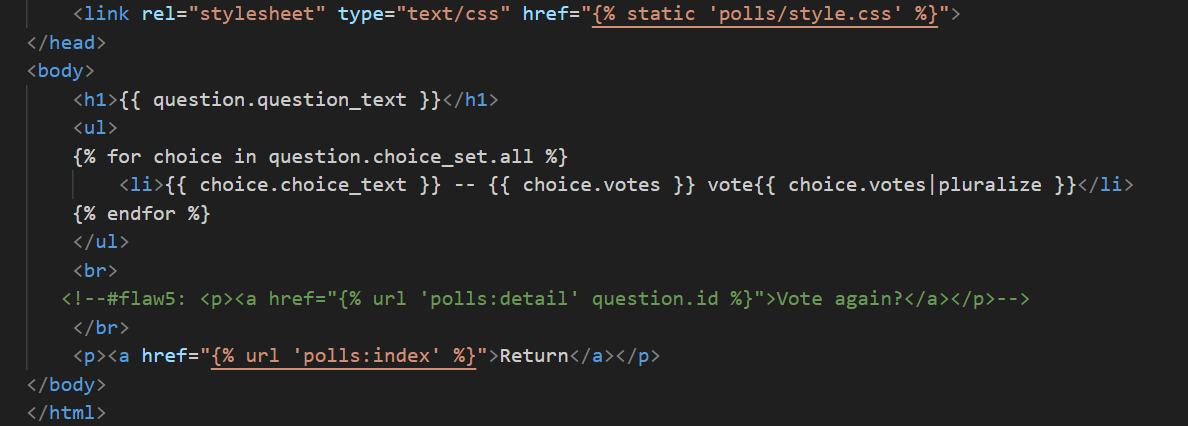 <link rel="stylesheet" type="text/css" href="{% static 'polls/style.css' %}">
</head>
<body>
<h1>{{ question.question_text }}</h1>
<ul>
{% for choice in question.choice_set.all %}
<li>{{ choice.choice_text }} -- {{ choice.votes }} vote{{ choice.votes|pluralize }}</li>
{% endfor %}
</ul>
<br>
<!--#flaw5: <p><a href="{% url 'polls:detail' question.id %}">Vote again?</a></p>-->
</br>
<p><a href="{% url 'polls:index' %}">Return</a></p>
</body>
</html>